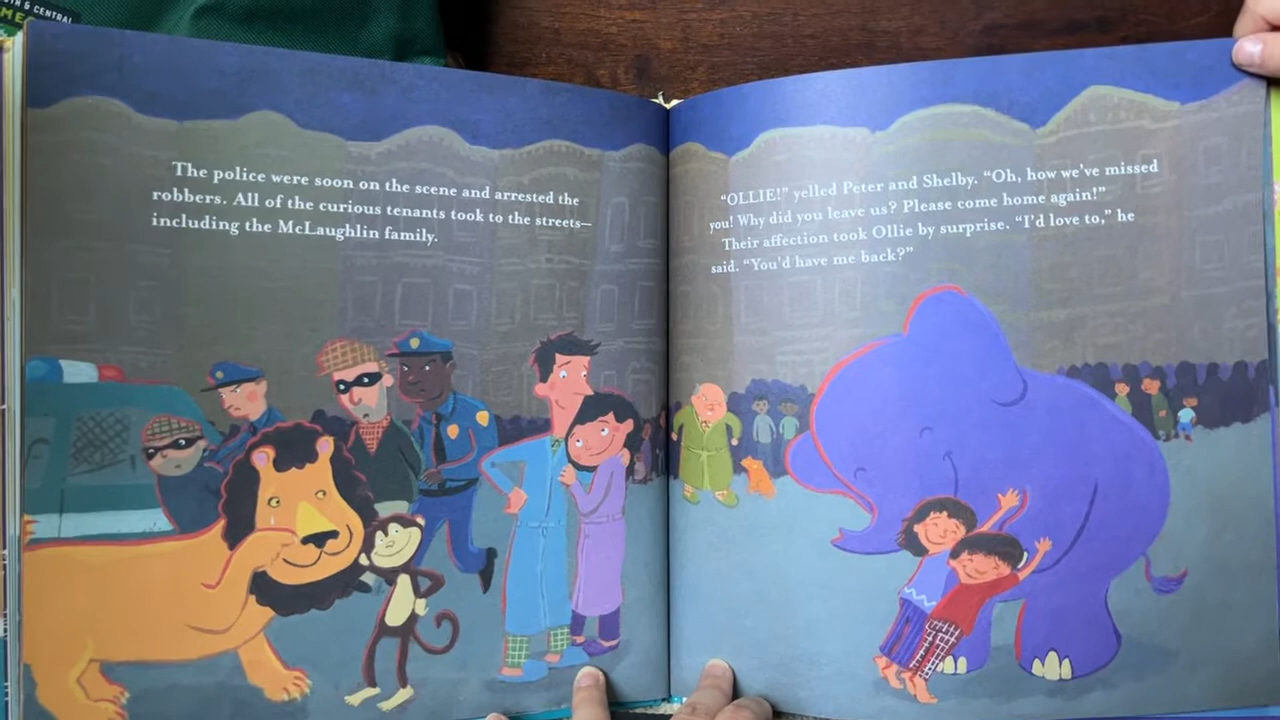 TH & CENTRAL
The police were soon on the scene and arrested the
robbers. All of the curious tenants took to the streets—
including the McLaughlin family.
“OLLIE!” yelled Peter and Shelby. “Oh, how we’ve missed
you! Why did you leave us? Please come home again!”
Their affection took Ollie by surprise. “I’d love to,” he
said. “You’d have me back?”